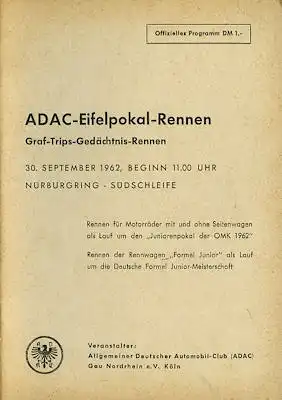 Offizielles Programm DM 1,-
ADAC-Eifelpokal-Rennen
Graf-Trips-Gedächtnis-Rennen
30. SEPTEMBER 1962, BEGINN 11.00 UHR
NÜRBURGRING - SÜDSCHLEIFE
Rennen für Motorräder mit und ohne Seitenwagen
als Lauf um den „Juniorenpokal der OMK 1962"
Rennen der Rennwagen „Formel Junior" als Lauf
um die Deutsche Formel Junior-Meisterschaft
Veranstalter:
Allgemeiner Deutscher Automobil-Club (ADAC)
Gau Nordrhein e.V. Köln